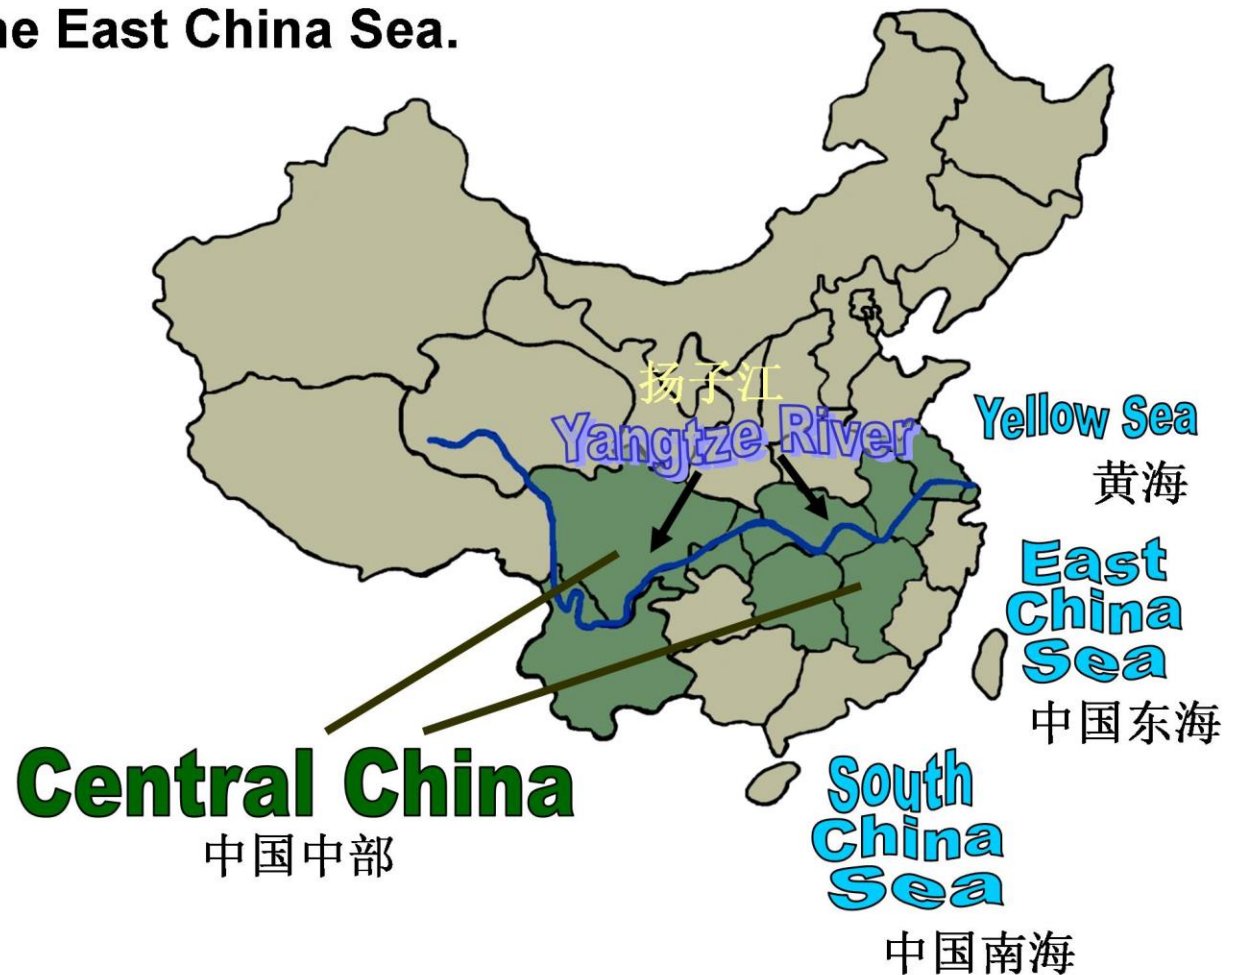 he East China Sea.
扬子江
Yangtze River
Yellow Sea
黄海
East
China
Sea
中国东海
Central China
中国中部
South
China
Sea
中国南海